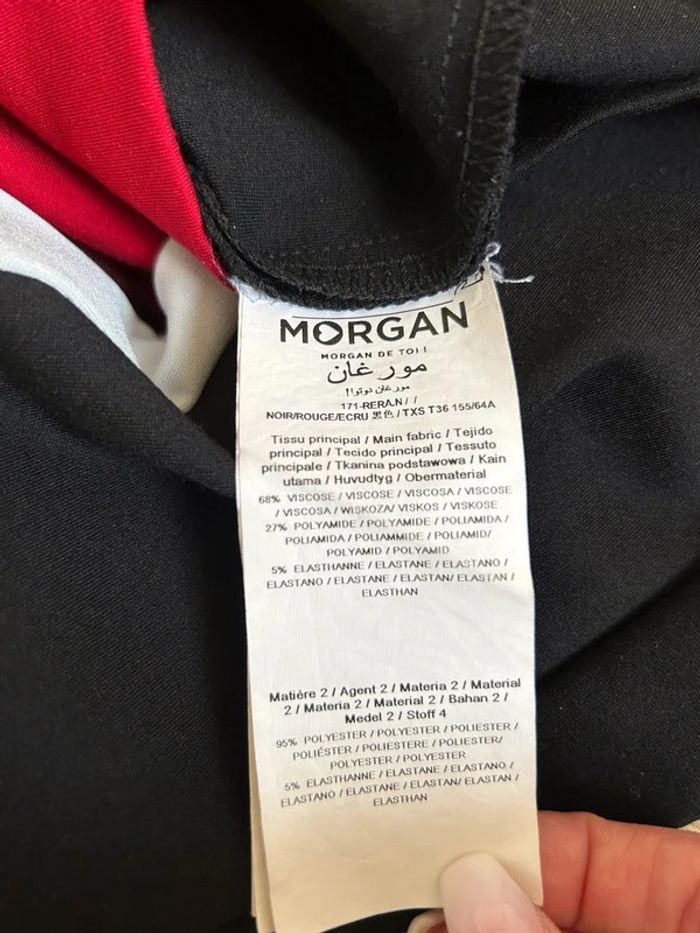 MORGAN
MORGAN DE TOI !
مورغان
مورغان دوتوا!
171-RERA.N / /
NOIR/ROUGE/ECRU 黑色 / TXS T36 155/64A
Tissu principal / Main fabric / Tejido
principal / Tecido principal / Tessuto
principale / Tkanina podstawowa / Kain
utama / Huvudtyg / Obermaterial
68% VISCOSE / VISCOSE / VISCOSA / VISCOSE
/ VISCOSA / WISKOZA/ VISKOS / VISKOSE
27% POLYAMIDE / POLYAMIDE / POLIAMIDA /
POLIAMIDA / POLIAMMIDE / POLIAMID/
POLYAMID / POLYAMID
5% ELASTHANNE / ELASTANE / ELASTANO /
ELASTANO / ELASTANE / ELASTAN/ ELASTAN /
ELASTHAN
Matière 2 / Agent 2 / Materia 2 / Material
2 / Materia 2 / Material 2 / Bahan 2 /
Medel 2 / Stoff 4
95% POLYESTER / POLYESTER / POLIESTER /
POLIÉSTER / POLIESTERE / POLIESTER/
POLYESTER / POLYESTER
5% ELASTHANNE / ELASTANE / ELASTANO /
ELASTANO / ELASTANE / ELASTAN/ ELASTAN /
ELASTHAN